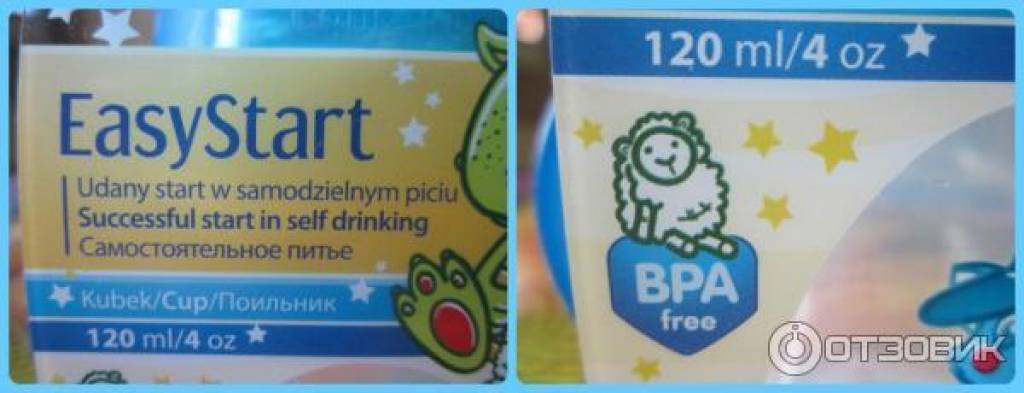 EasyStart
Udany start w samodzielnym piciu
Successful start in self drinking
Самостоятельное питье
Kubek/Cup/Поильник
120 ml/4 oz
120 ml/4 oz
BPA
free
ОТЗОВИК